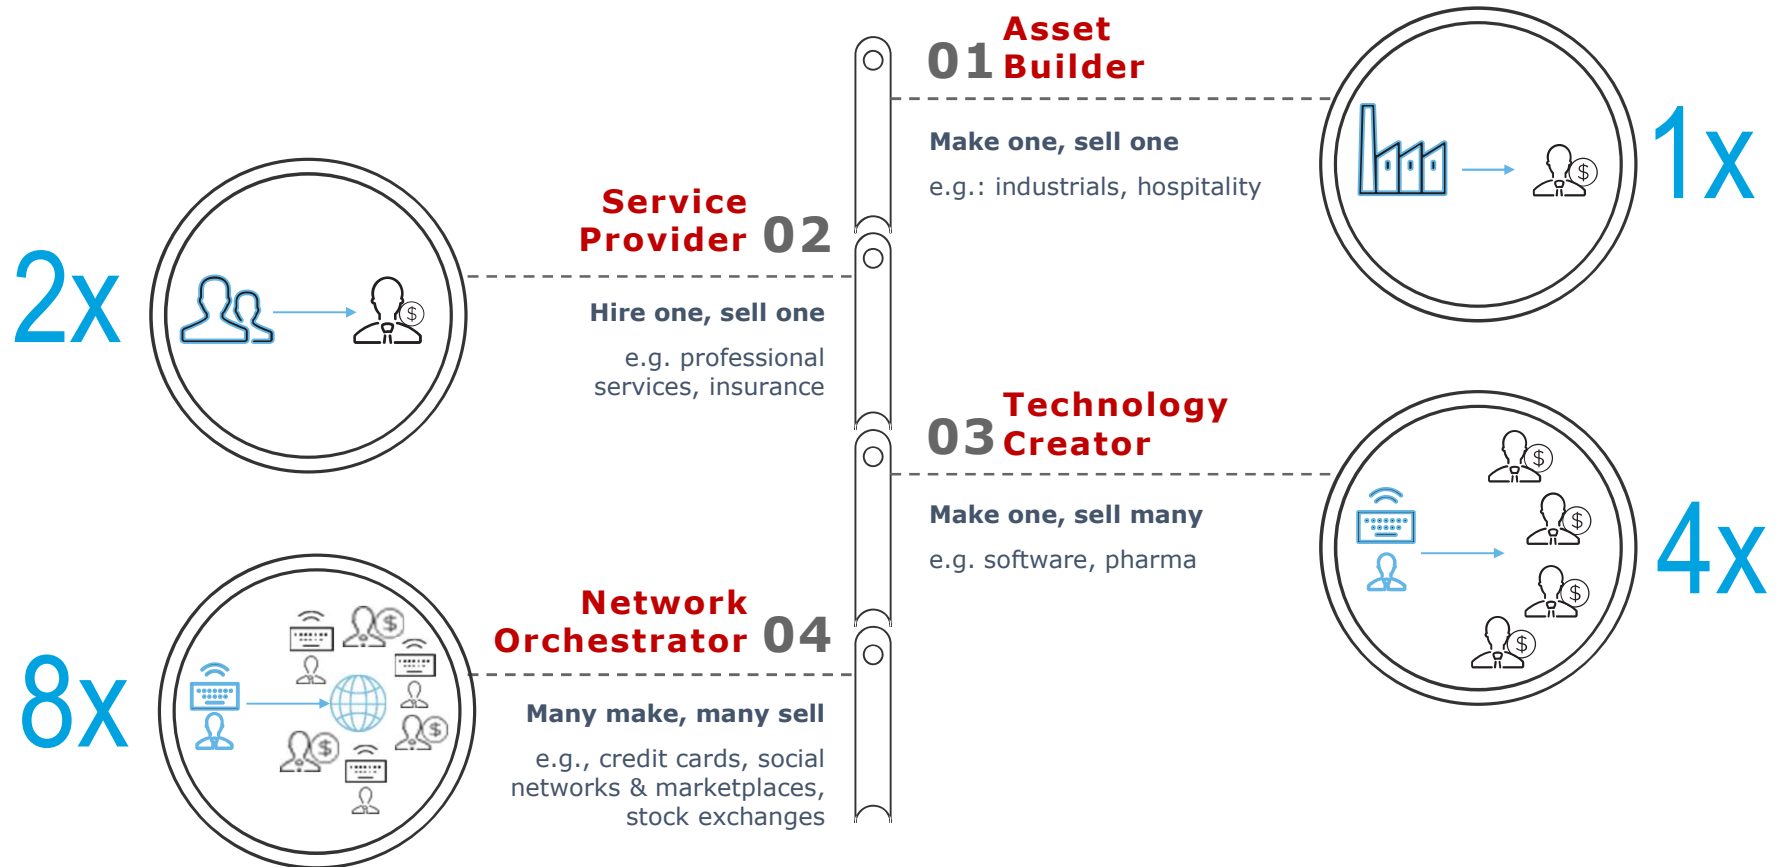 01 Asset
Builder
Make one, sell one
e.g.: industrials, hospitality
1x
Service
Provider 02
Hire one, sell one
e.g. professional
services, insurance
2x
03 Technology
Creator
Make one, sell many
e.g. software, pharma
4x
Network
Orchestrator 04
Many make, many sell
e.g., credit cards, social
networks & marketplaces,
stock exchanges
8x
$
$
$
$
$
$
$
$
$